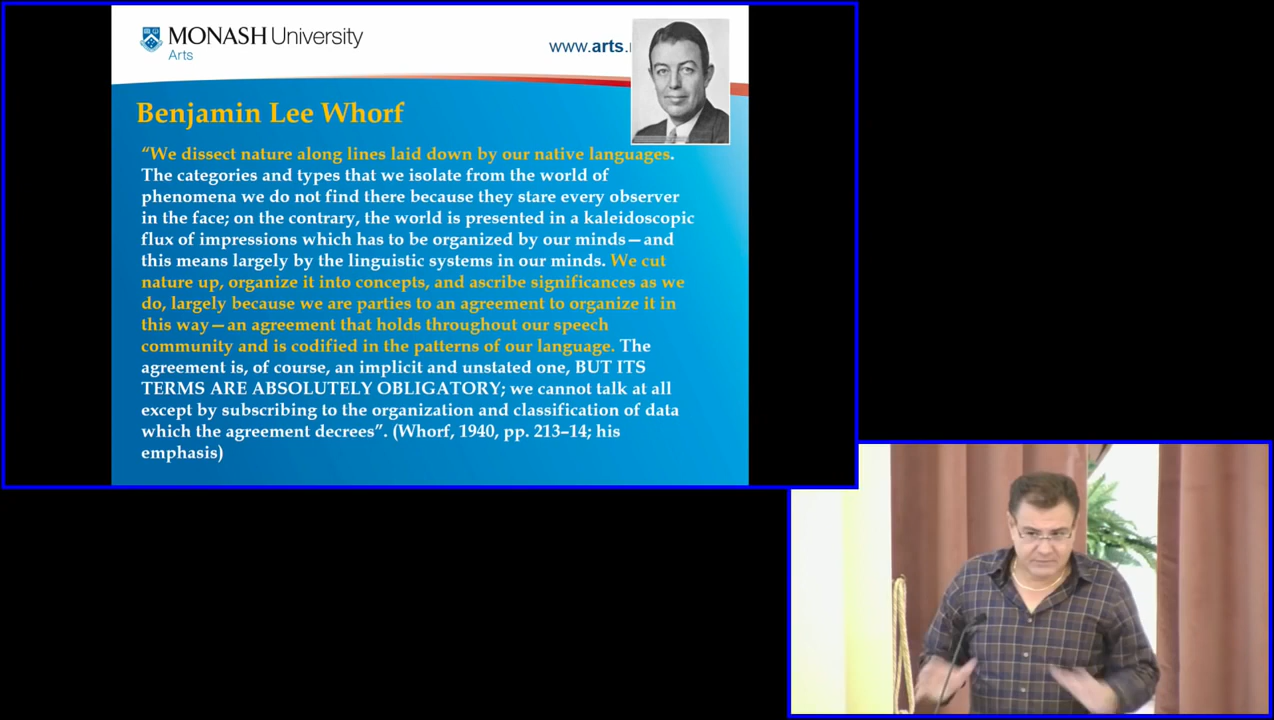 MONASH University
Arts
www.arts.
Benjamin Lee Whorf
“We dissect nature along lines laid down by our native languages.
The categories and types that we isolate from the world of
phenomena we do not find there because they stare every observer
in the face; on the contrary, the world is presented in a kaleidoscopic
flux of impressions which has to be organized by our minds—and
this means largely by the linguistic systems in our minds. We cut
nature up, organize it into concepts, and ascribe significances as we
do, largely because we are parties to an agreement to organize it in
this way—an agreement that holds throughout our speech
community and is codified in the patterns of our language. The
agreement is, of course, an implicit and unstated one, BUT ITS
TERMS ARE ABSOLUTELY OBLIGATORY; we cannot talk at all
except by subscribing to the organization and classification of data
which the agreement decrees”. (Whorf, 1940, pp. 213–14; his
emphasis)